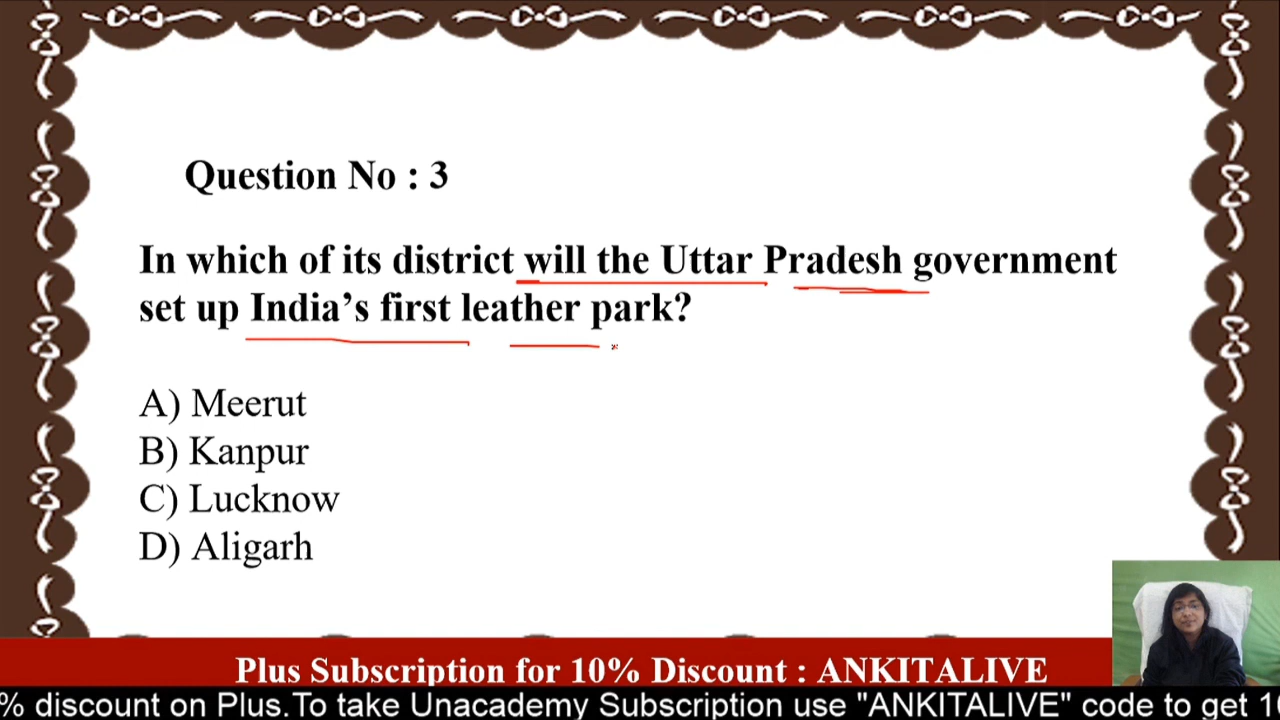 Question No : 3
In which of its district will the Uttar Pradesh government
set up India’s first leather park?
A) Meerut
B) Kanpur
C) Lucknow
D) Aligarh
Plus Subscription for 10% Discount : ANKITALIVE
% discount on Plus.To take Unacademy Subscription use "ANKITALIVE" code to get